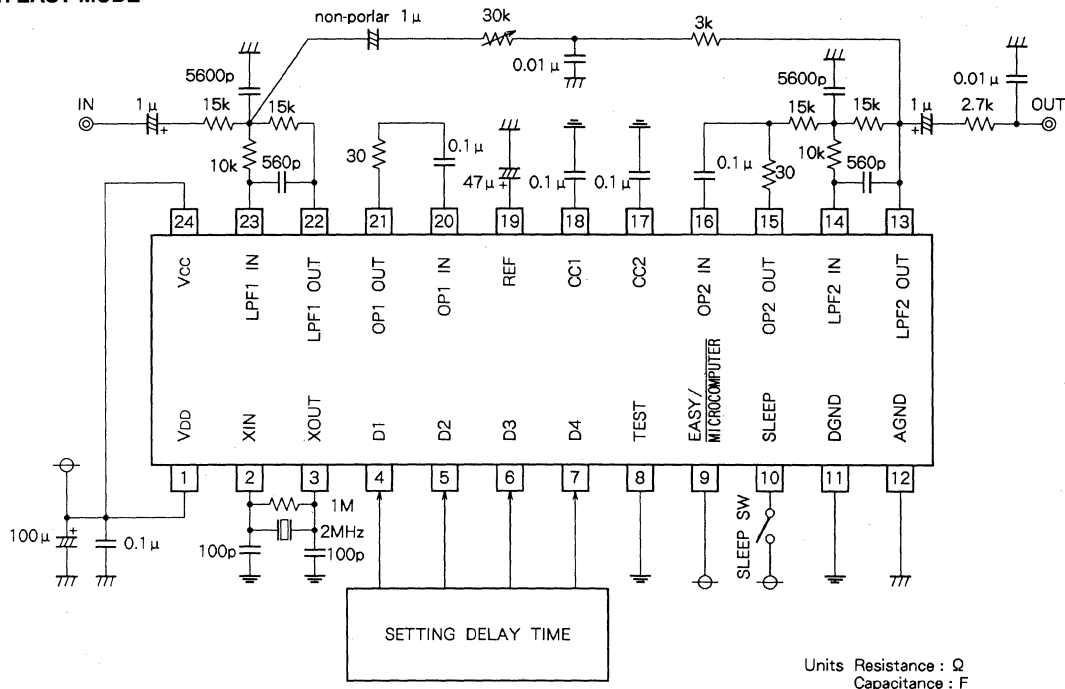 non-porlar 1μ
30k
3k
0.01μ
5600p
5600p
0.01μ
IN
1μ
+
15k
15k
15k
15k
1μ
+
2.7k
OUT
10k
560p
30
0.1μ
47μ
+
0.1μ
0.1μ
0.1μ
30
10k
560p
24
23
22
21
20
19
18
17
16
15
14
13
VCC
LPF1 IN
LPF1 OUT
OP1 OUT
OP1 IN
REF
CC1
CC2
OP2 IN
OP2 OUT
LPF2 IN
LPF2 OUT
VDD
XIN
XOUT
D1
D2
D3
D4
TEST
EASY/
MICROCOMPUTER
SLEEP
DGND
AGND
1
2
3
4
5
6
7
8
9
10
11
12
100μ
+
0.1μ
1M
2MHz
100p
100p
SLEEP SW
SETTING DELAY TIME
Units Resistance : Ω
Capacitance : F